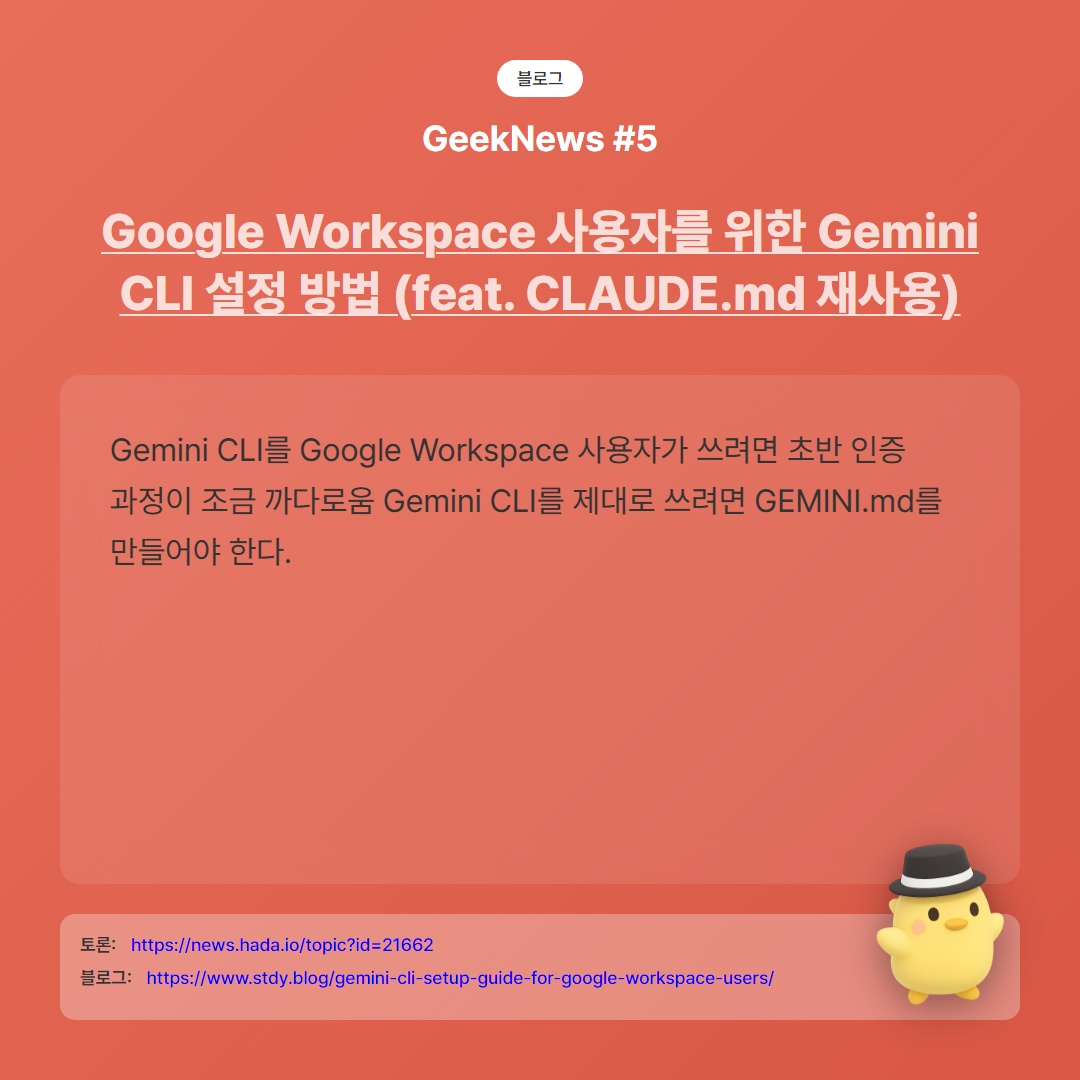 블로그
GeekNews #5
Google Workspace 사용자를 위한 Gemini
CLI 설정 방법 (feat. CLAUDE.md 재사용)
Gemini CLI를 Google Workspace 사용자가 쓰려면 초반 인증
과정이 조금 까다로움 Gemini CLI를 제대로 쓰려면 GEMINI.md를
만들어야 한다.
토론: https://news.hada.io/topic?id=21662
블로그: https://www.stdy.blog/gemini-cli-setup-guide-for-google-workspace-users/